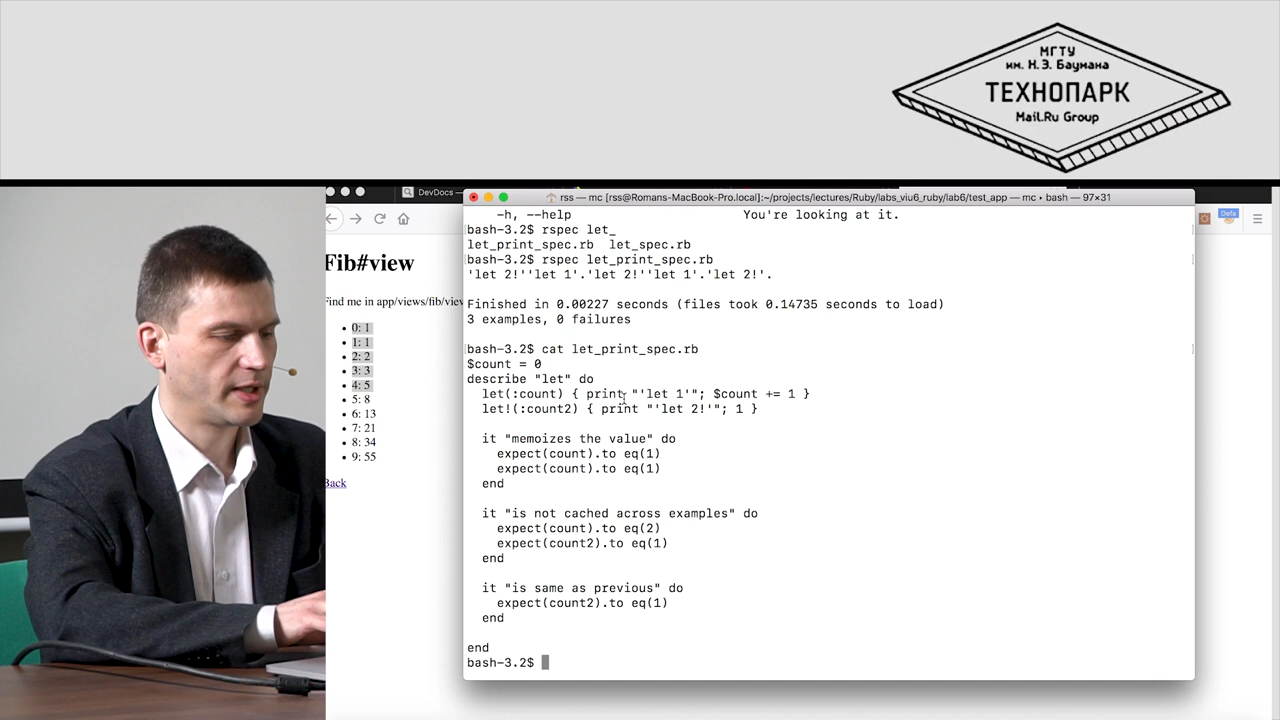 МГТУ
им. Н.Э. Баумана
ТЕХНОПАРК
Mail.Ru Group
DevDocs —
rss — mc [rss@Romans-MacBook-Pro.local]:~/projects/lectures/Ruby/labs_viu6_ruby/lab6/test_app — mc ▸ bash — 97×31
Fib#view
Find me in app/views/fib/view
• 0: 1
• 1: 1
• 2: 2
• 3: 3
• 4: 5
• 5: 8
• 6: 13
• 7: 21
• 8: 34
• 9: 55
Back
-h, --help You're looking at it.
bash-3.2$ rspec let_
let_print_spec.rb let_spec.rb
bash-3.2$ rspec let_print_spec.rb
'let 2!''let 1'.'let 2!''let 1'.'let 2!'.
Finished in 0.00227 seconds (files took 0.14735 seconds to load)
3 examples, 0 failures
bash-3.2$ cat let_print_spec.rb
$count = 0
describe "let" do
let(:count) { print "'let 1'"; $count += 1 }
let!(:count2) { print "'let 2!'"; 1 }
it "memoizes the value" do
expect(count).to eq(1)
expect(count).to eq(1)
end
it "is not cached across examples" do
expect(count).to eq(2)
expect(count2).to eq(1)
end
it "is same as previous" do
expect(count2).to eq(1)
end
end
bash-3.2$